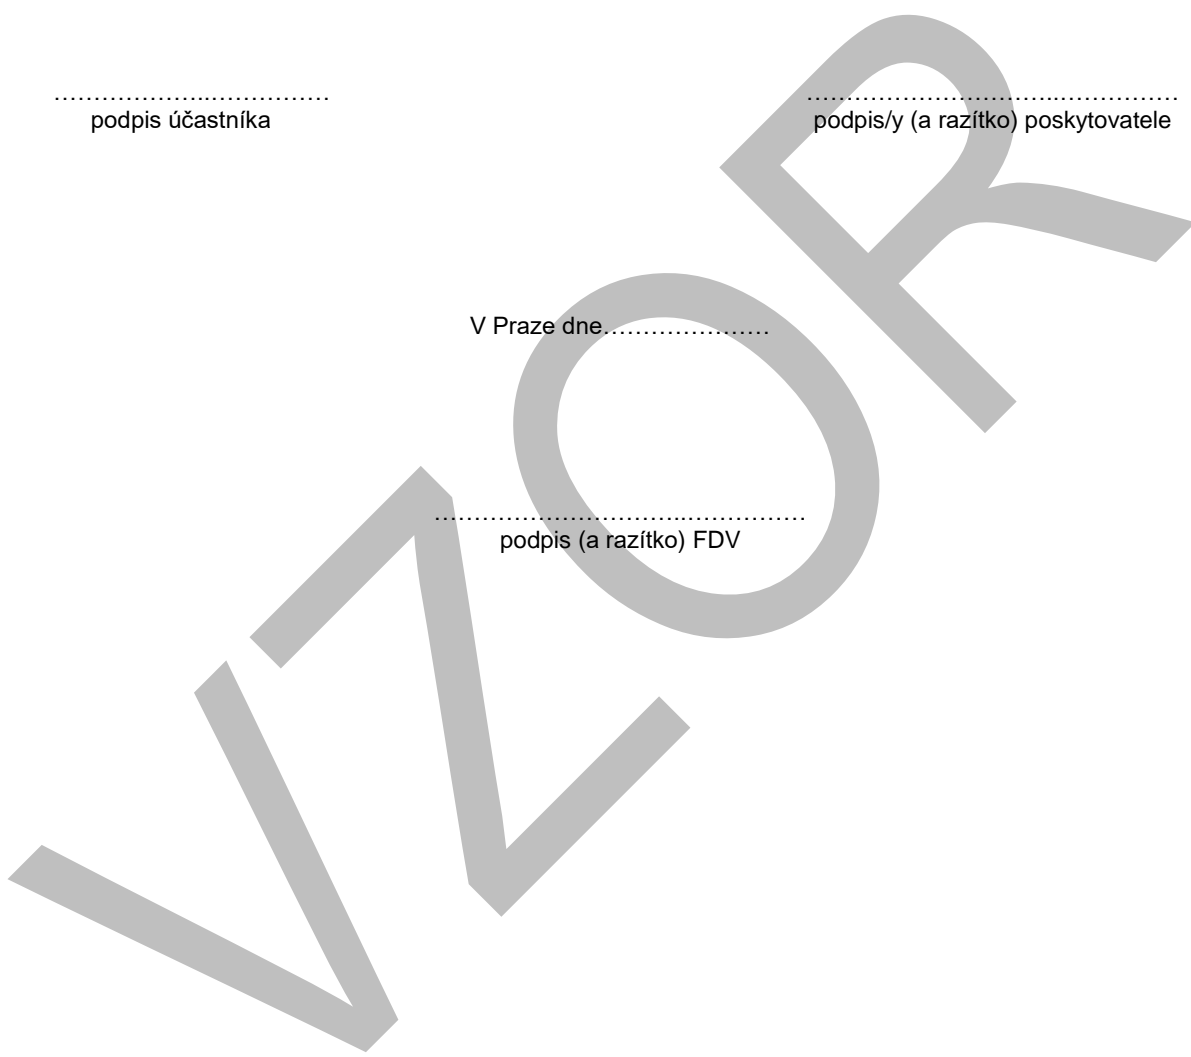 ………………..…………… …………………………..……………
podpis účastníka podpis/y (a razítko) poskytovatele
V Praze dne…………………
…………………………..……………
podpis (a razítko) FDV
VZOR